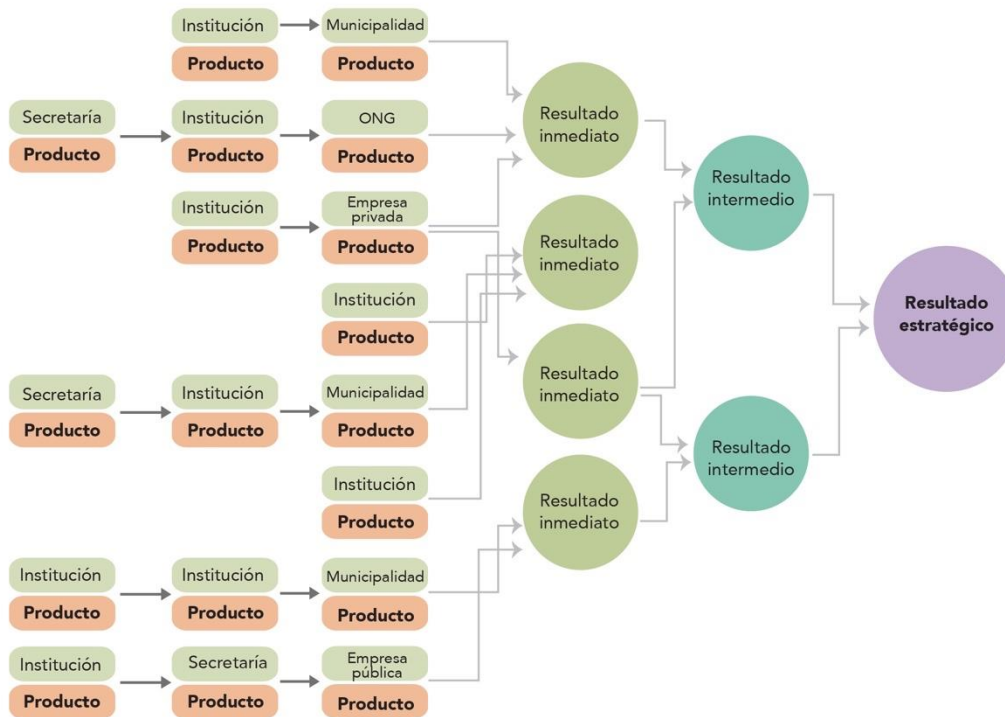 Institución
Municipalidad
Producto
Producto
Secretaría
Institución
ONG
Producto
Producto
Producto
Institución
Empresa
privada
Producto
Producto
Institución
Producto
Secretaría
Institución
Municipalidad
Producto
Producto
Producto
Institución
Producto
Institución
Institución
Municipalidad
Producto
Producto
Producto
Institución
Secretaría
Empresa
pública
Producto
Producto
Producto
Resultado
inmediato
Resultado
inmediato
Resultado
inmediato
Resultado
inmediato
Resultado
intermedio
Resultado
intermedio
Resultado
estratégico